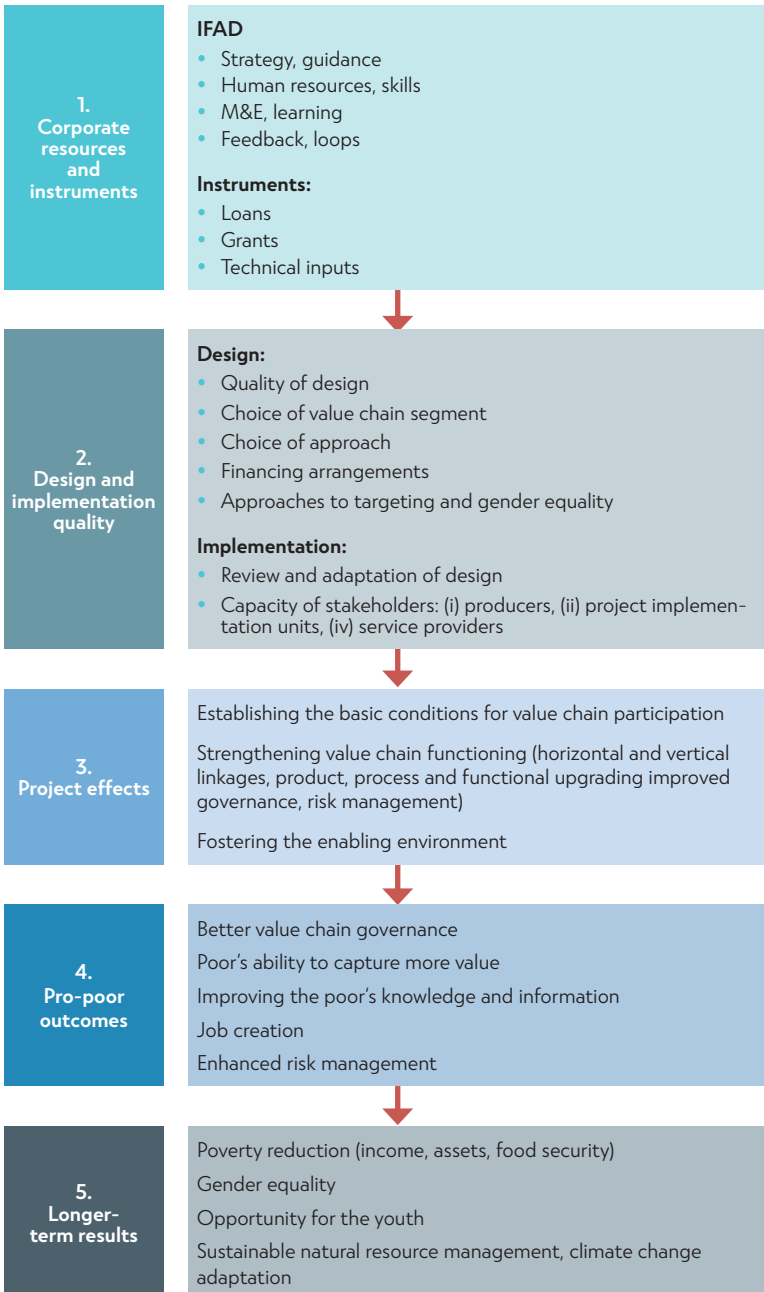 1.
Corporate
resources
and
instruments
IFAD
• Strategy, guidance
• Human resources, skills
• M&E, learning
• Feedback, loops
Instruments:
• Loans
• Grants
• Technical inputs
2.
Design and
implementation
quality
Design:
• Quality of design
• Choice of value chain segment
• Choice of approach
• Financing arrangements
• Approaches to targeting and gender equality
Implementation:
• Review and adaptation of design
• Capacity of stakeholders: (i) producers, (ii) project implemen-
tation units, (iv) service providers
3.
Project effects
Establishing the basic conditions for value chain participation
Strengthening value chain functioning (horizontal and vertical
linkages, product, process and functional upgrading improved
governance, risk management)
Fostering the enabling environment
4.
Pro-poor
outcomes
Better value chain governance
Poor's ability to capture more value
Improving the poor's knowledge and information
Job creation
Enhanced risk management
5.
Longer-
term results
Poverty reduction (income, assets, food security)
Gender equality
Opportunity for the youth
Sustainable natural resource management, climate change
adaptation